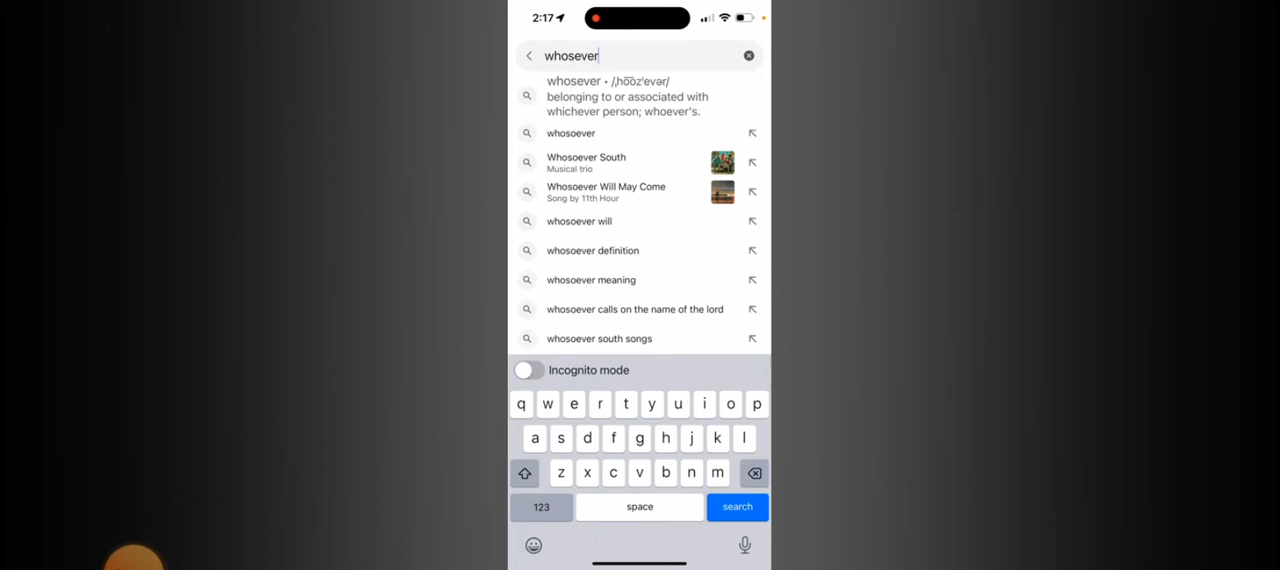 2:17
whosever
whosever • /ˌho͞ozˈevər/
belonging to or associated with
whichever person; whoever's.
whosoever
Whosoever South
Musical trio
Whosoever Will May Come
Song by 11th Hour
whosoever will
whosoever definition
whosoever meaning
whosoever calls on the name of the lord
whosoever south songs
Incognito mode
q w e r t y u i o p
a s d f g h j k l
z x c v b n m
123 space search